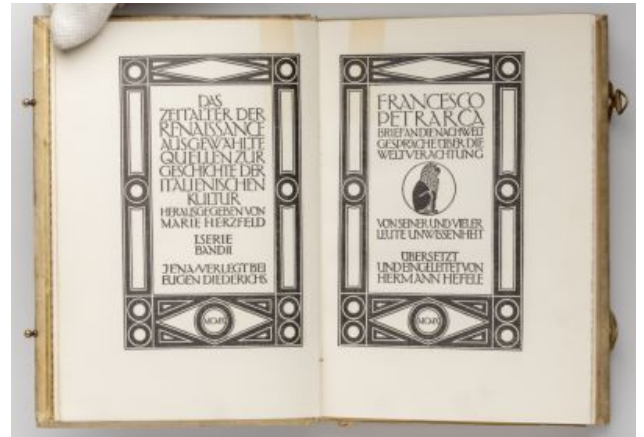 DAS
ZEITALTER DER
RENAISSANCE
AUSGEWÄHLTE
QUELLEN ZUR
GESCHICHTE DER
ITALIENISCHEN
KULTUR
HERAUSGEGEBEN VON
MARIE HERZFELD
I. SERIE
BAND II
JENA/VERLEGT BEI
EUGEN DIEDERICHS
FRANCESCO
PETRARCA
BRIEF AN DIE NACHWELT
GESPRÄCHE ÜBER DIE
WELTVERACHTUNG
VON SEINER UND VIELER
LEUTE UNWISSENHEIT
ÜBERSETZT
UND EINGELEITET VON
HERMANN HEFELE